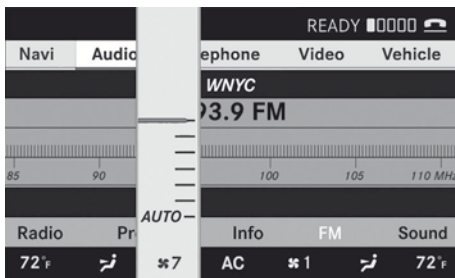 READY
Navi Audio ephone Video Vehicle
WNYC
93.9 FM
85 90 100 105 110 MHz
AUTO
Radio Pr Info FM Sound
72°F 7 AC 1 72°F